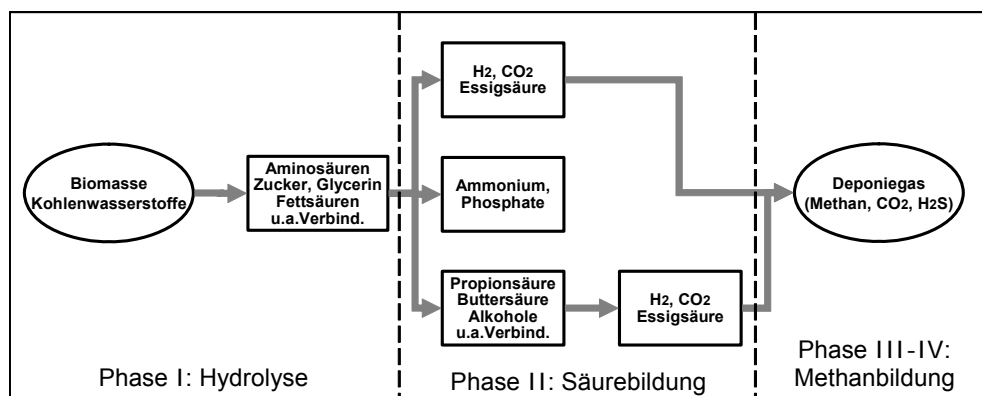 Biomasse
Kohlenwasserstoffe
Aminosäuren
Zucker, Glycerin
Fettsäuren
u.a.Verbind.
H2, CO2
Essigsäure
Ammonium,
Phosphate
Propionsäure
Buttersäure
Alkohole
u.a.Verbind.
H2, CO2
Essigsäure
Deponiegas
(Methan, CO2, H2S)
Phase I: Hydrolyse
Phase II: Säurebildung
Phase III-IV:
Methanbildung